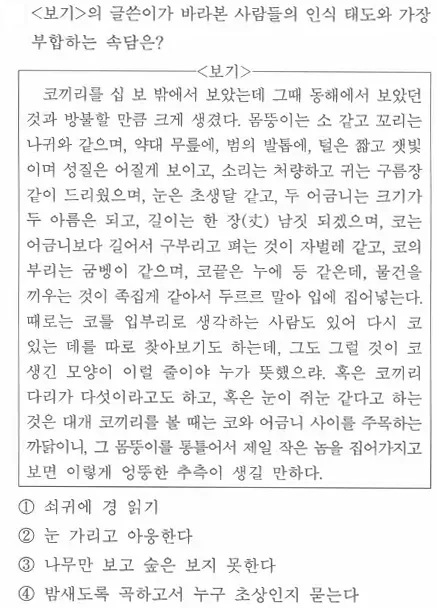 <보기>의 글쓴이가 바라본 사람들의 인식 태도와 가장
부합하는 속담은?
<보기>
코끼리를 십 보 밖에서 보았는데 그때 동해에서 보았던
것과 방불할 만큼 크게 생겼다. 몸뚱이는 소 같고 꼬리는
나귀와 같으며, 약대 무릎에, 범의 발톱에, 털은 짧고 잿빛
이며 성질은 어질게 보이고, 소리는 처량하고 귀는 구름장
같이 드리웠으며, 눈은 초생달 같고, 두 어금니는 크기가
두 아름은 되고, 길이는 한 장(丈) 남짓 되겠으며, 코는
어금니보다 길어서 구부리고 펴는 것이 자벌레 같고, 코의
부리는 굼벵이 같으며, 코끝은 누에 등 같은데, 물건을
끼우는 것이 족집게 같아서 두르르 말아 입에 집어넣는다.
때로는 코를 입부리로 생각하는 사람도 있어 다시 코
있는 데를 따로 찾아보기도 하는데, 그도 그럴 것이 코
생긴 모양이 이럴 줄이야 누가 뜻했으랴. 혹은 코끼리
다리가 다섯이라고도 하고, 혹은 눈이 쥐눈 같다고 하는
것은 대개 코끼리를 볼 때는 코와 어금니 사이를 주목하는
까닭이니, 그 몸뚱이를 통틀어서 제일 작은 놈을 집어가지고
보면 이렇게 엉뚱한 추측이 생길 만하다.
① 쇠귀에 경 읽기
② 눈 가리고 아웅한다
③ 나무만 보고 숲은 보지 못한다
④ 밤새도록 곡하고서 누구 초상인지 묻는다